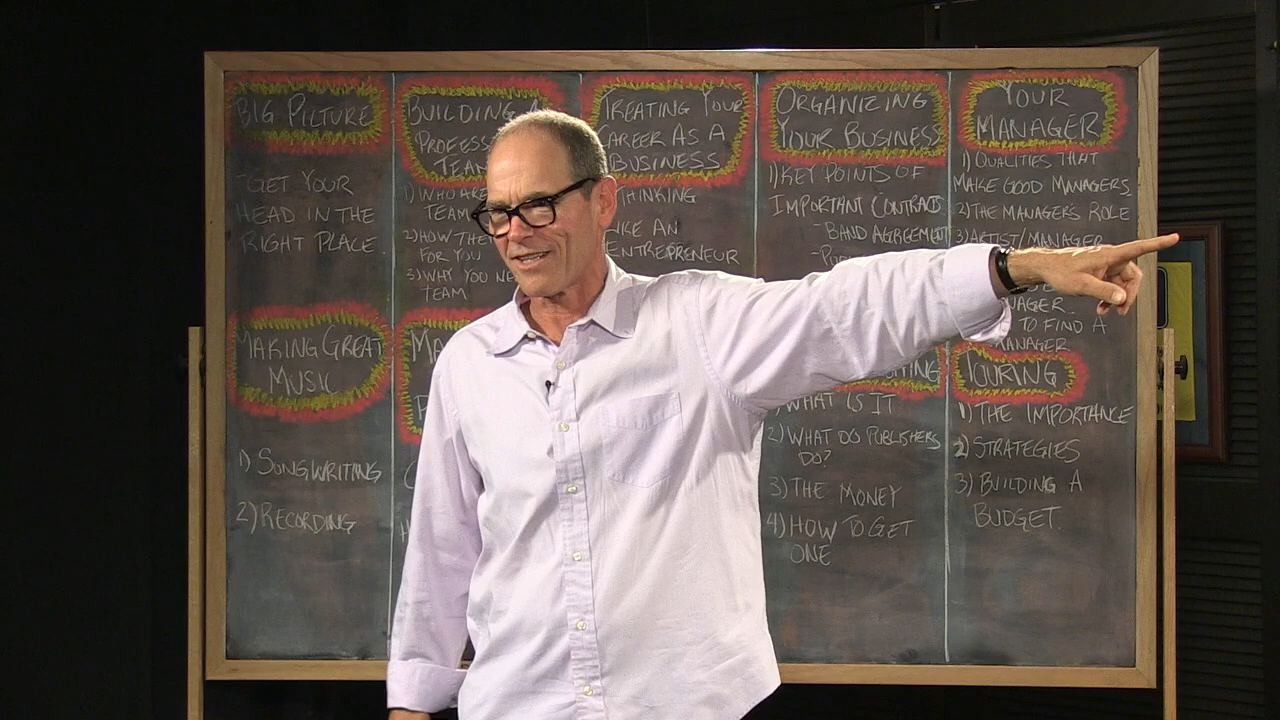 BIG PICTURE
- GET YOUR
HEAD IN THE
RIGHT PLACE
BUILDING A
TEAM
1) WHO ARE
TEAM
2) HOW THEY
FOR YOU
3) WHY YOU
TEAM
TREATING YOUR
CAREER AS A
BUSINESS
THINKING
LIKE AN
ENTREPRENEUR
ORGANIZING
YOUR BUSINESS
1) KEY POINTS OF
IMPORTANT CONTRACTS
- BAND AGREEMENT
YOUR
MANAGER
1) QUALITIES THAT
MAKE GOOD MANAGERS
2) THE MANAGER'S ROLE
3) ARTIST/MANAGER
TO FIND A
MANAGER
MAKING GREAT
MUSIC
1) SONGWRITING
2) RECORDING
WHAT IS IT
2) WHAT DO PUBLISHERS
DO?
3) THE MONEY
4) HOW TO GET
ONE
TOURING
1) THE IMPORTANCE
2) STRATEGIES
3) BUILDING A
BUDGET